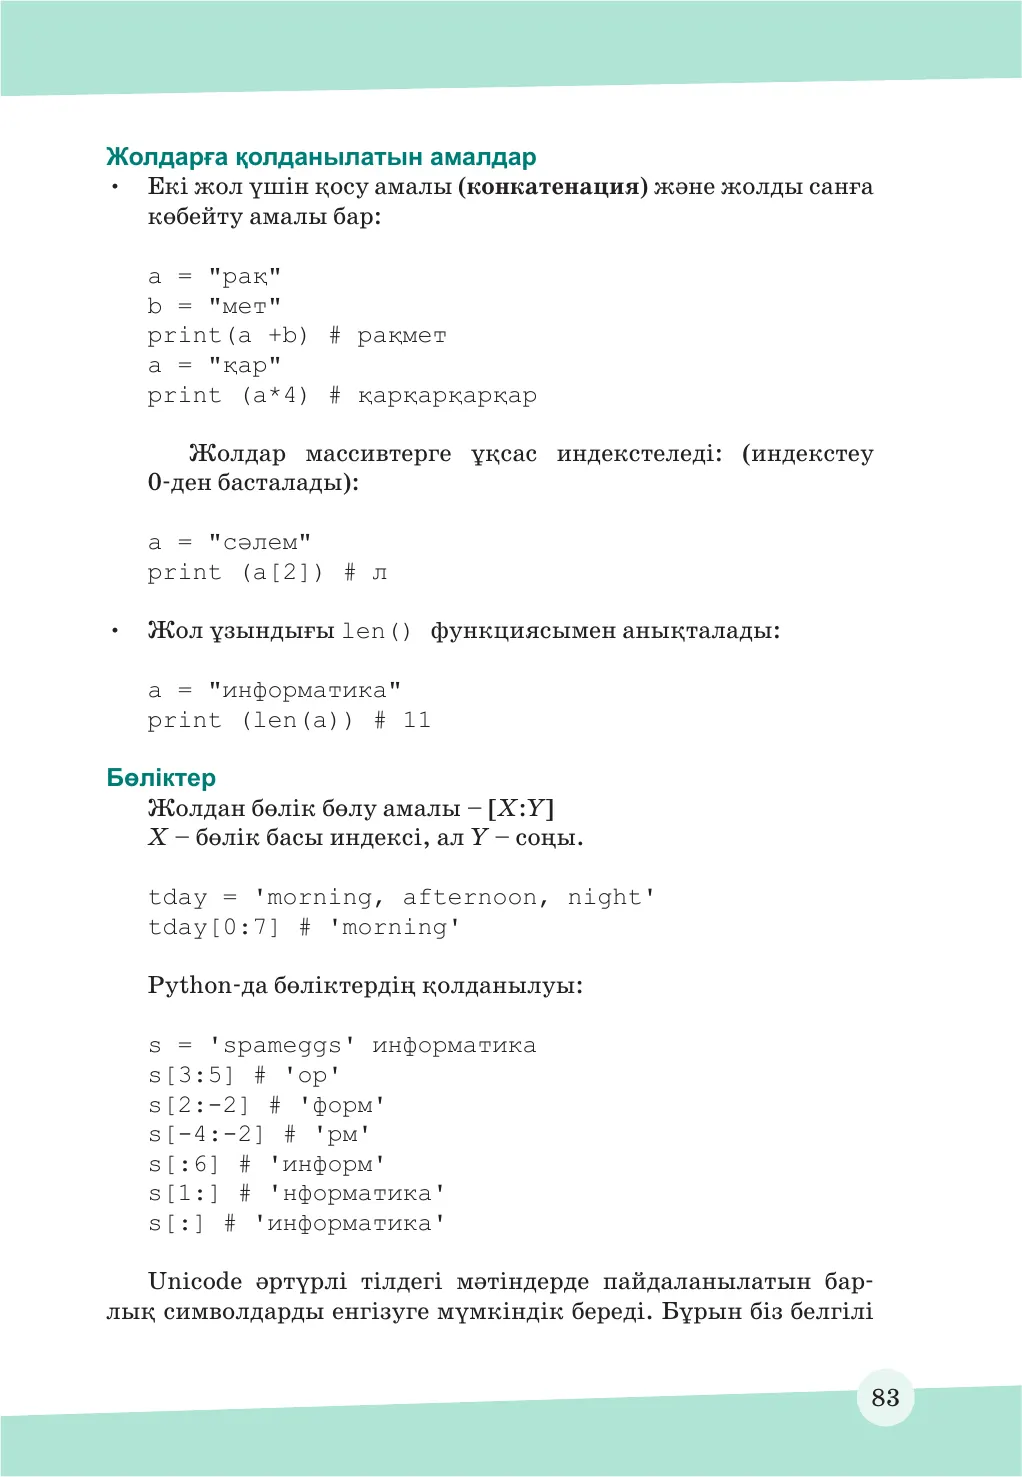 Жолдарға қолданылатын амалдар
• Екі жол үшін қосу амалы (конкатенация) және жолды санға
көбейту амалы бар:
a = "рақ"
b = "мет"
print(a +b) # рақмет
a = "қар"
print (a*4) # қарқарқарқар
Жолдар массивтерге ұқсас индекстеледі: (индекстеу
0-ден басталады):
a = "сәлем"
print (a[2]) # л
• Жол ұзындығы len() функциясымен анықталады:
a = "информатика"
print (len(a)) # 11
Бөліктер
Жолдан бөлік бөлу амалы – [X:Y]
X – бөлік басы индексі, ал Y – соңы.
tday = 'morning, afternoon, night'
tday[0:7] # 'morning'
Python-да бөліктердің қолданылуы:
s = 'spameggs' информатика
s[3:5] # 'ор'
s[2:-2] # 'форм'
s[-4:-2] # 'рм'
s[:6] # 'информ'
s[1:] # 'нформатика'
s[:] # 'информатика'
Unicode әртүрлі тілдегі мәтіндерде пайдаланылатын бар-
лық символдарды енгізуге мүмкіндік береді. Бұрын біз белгілі
83